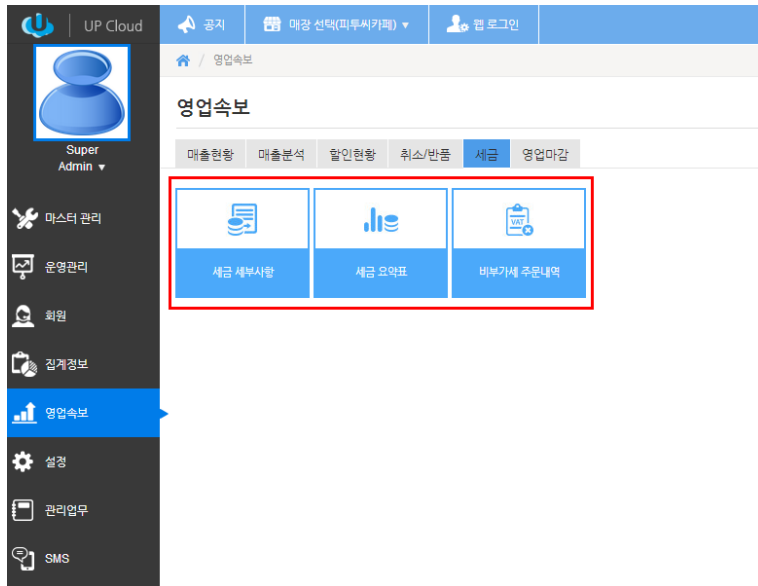 UP Cloud
공지
매장 선택(피투씨카페) ▼
웹 로그인
/ 영업속보
영업속보
매출현황 매출분석 할인현황 취소/반품 세금 영업마감
Super
Admin ▼
마스터 관리
운영관리
회원
집계정보
영업속보
설정
관리업무
SMS
세금 세부사항
세금 요약표
VAT
비부가세 주문내역